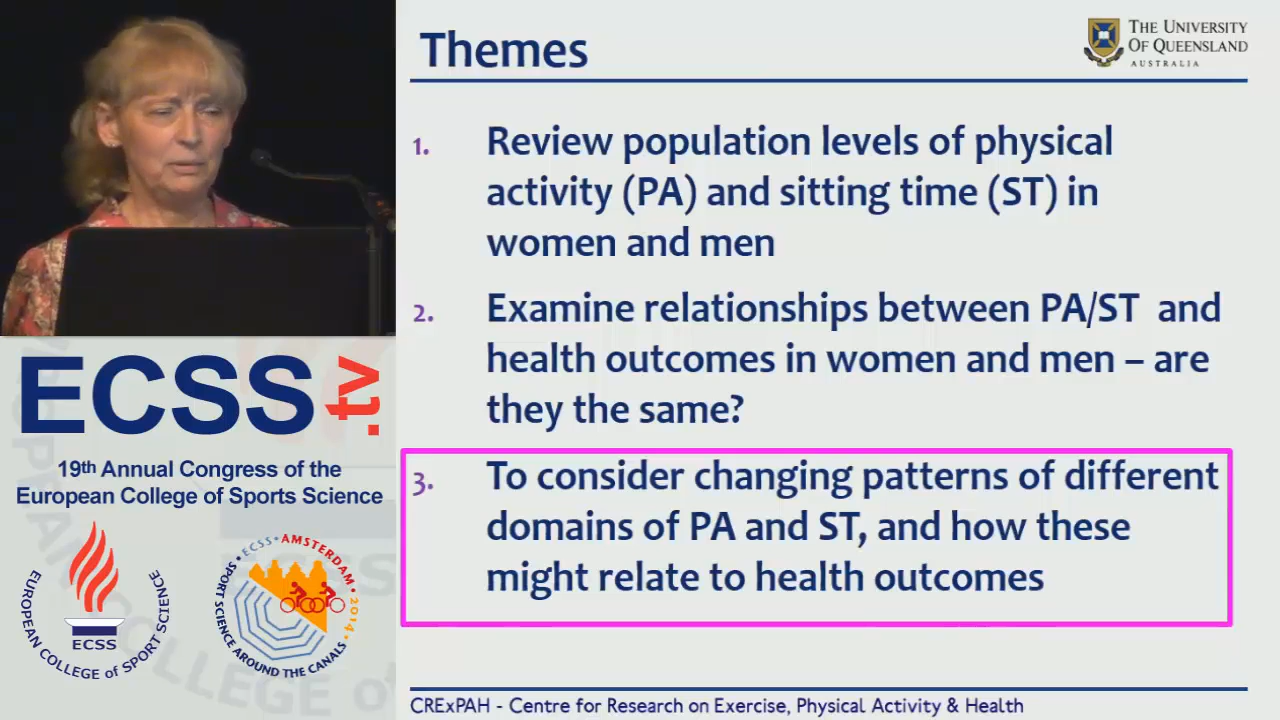 Themes
THE UNIVERSITY
OF QUEENSLAND
AUSTRALIA
1. Review population levels of physical
activity (PA) and sitting time (ST) in
women and men
2. Examine relationships between PA/ST and
health outcomes in women and men – are
they the same?
3. To consider changing patterns of different
domains of PA and ST, and how these
might relate to health outcomes
CRExPAH - Centre for Research on Exercise, Physical Activity & Health
ECSS.tv
19th Annual Congress of the
European College of Sports Science
EUROPEAN COLLEGE OF SPORT SCIENCE
ECSS
•ECSS•AMSTERDAM•2014•
SPORT SCIENCE AROUND THE CANALS